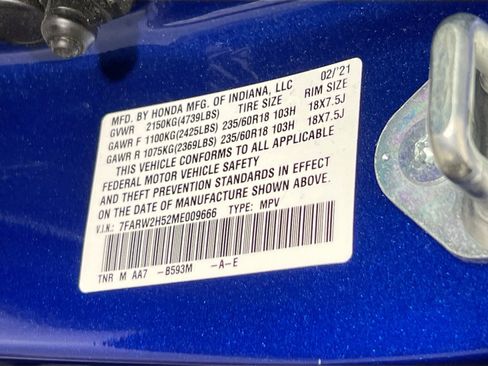 MFD. BY HONDA MFG. OF INDIANA, LLC 02/'21
GVWR 2150KG(4739LBS) TIRE SIZE RIM SIZE
GAWR F 1100KG(2425LBS) 235/60R18 103H 18X7.5J
GAWR R 1075KG(2369LBS) 235/60R18 103H 18X7.5J
THIS VEHICLE CONFORMS TO ALL APPLICABLE
FEDERAL MOTOR VEHICLE SAFETY
AND THEFT PREVENTION STANDARDS IN EFFECT
ON THE DATE OF MANUFACTURE SHOWN ABOVE.
V.I.N.: 7FARW2H52ME009666 TYPE: MPV
TNR M AA7 -B593M -A-E